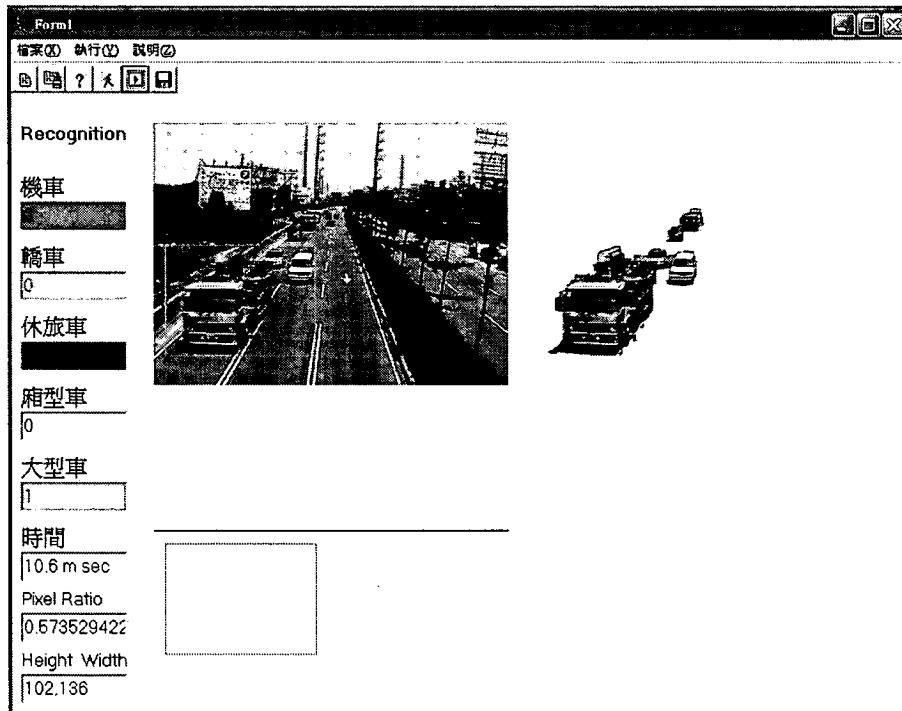 Form1
檔案(X) 執行(Y) 說明(Z)
?
Recognition
機車
轎車
0
休旅車
廂型車
0
大型車
1
時間
10.6 m sec
Pixel Ratio
0.573529422
Height Width
102,136